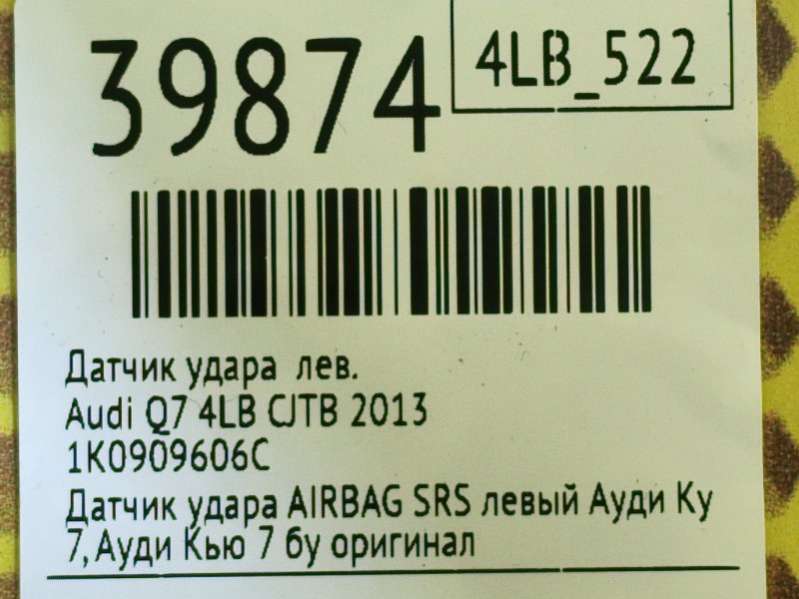 39874
4LB_522
Датчик удара лев.
Audi Q7 4LB CJTB 2013
1K0909606C
Датчик удара AIRBAG SRS левый Ауди Ку
7, Ауди Кью 7 бу оригинал